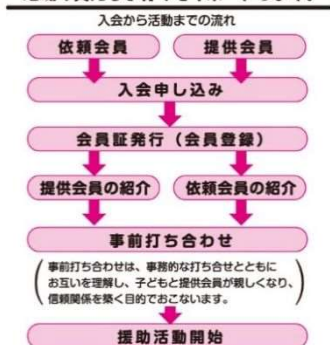 入会から活動までの流れ
依頼会員 提供会員
入会申し込み
会員証発行（会員登録）
提供会員の紹介 依頼会員の紹介
事前打ち合わせ
事前打ち合わせは、事務的な打ち合せとともに
お互いを理解し、子どもと提供会員が親しくなり、
信頼関係を築く目的でおこないます。
援助活動開始